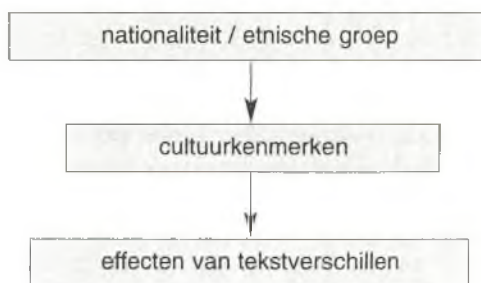 nationaliteit / etnische groep
cultuurkenmerken
effecten van tekstverschillen